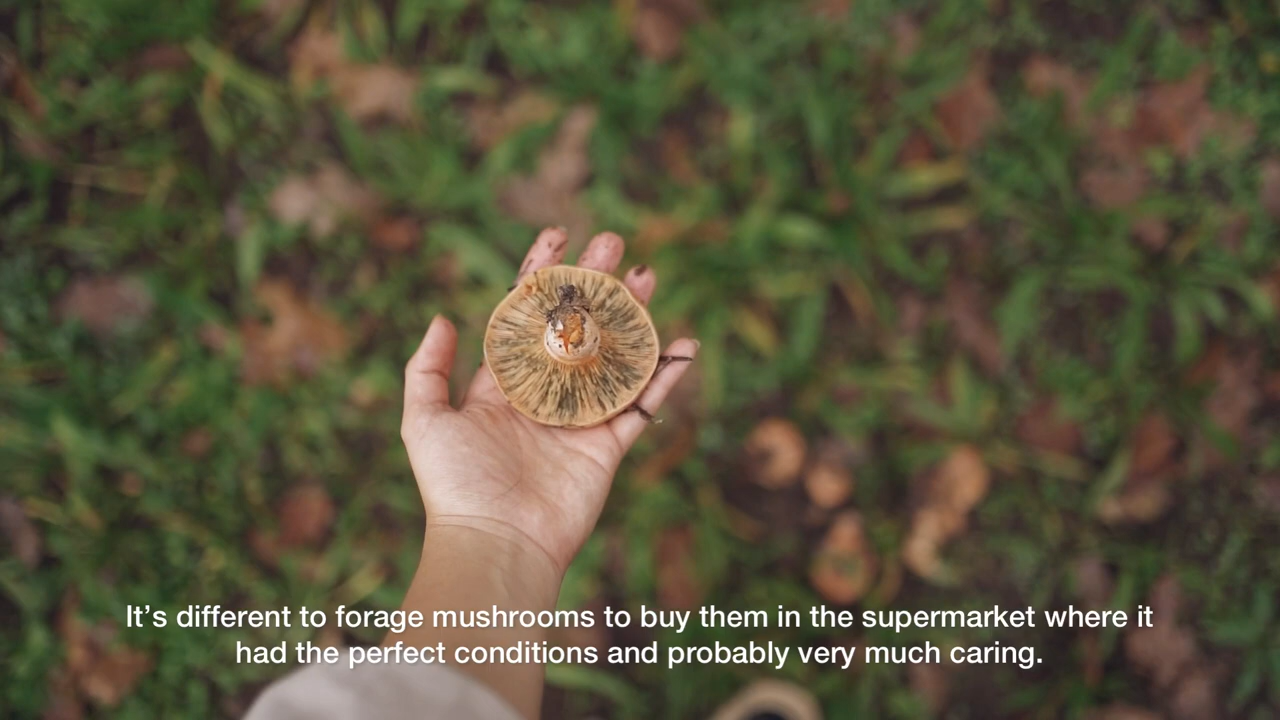 It’s different to forage mushrooms to buy them in the supermarket where it
had the perfect conditions and probably very much caring.